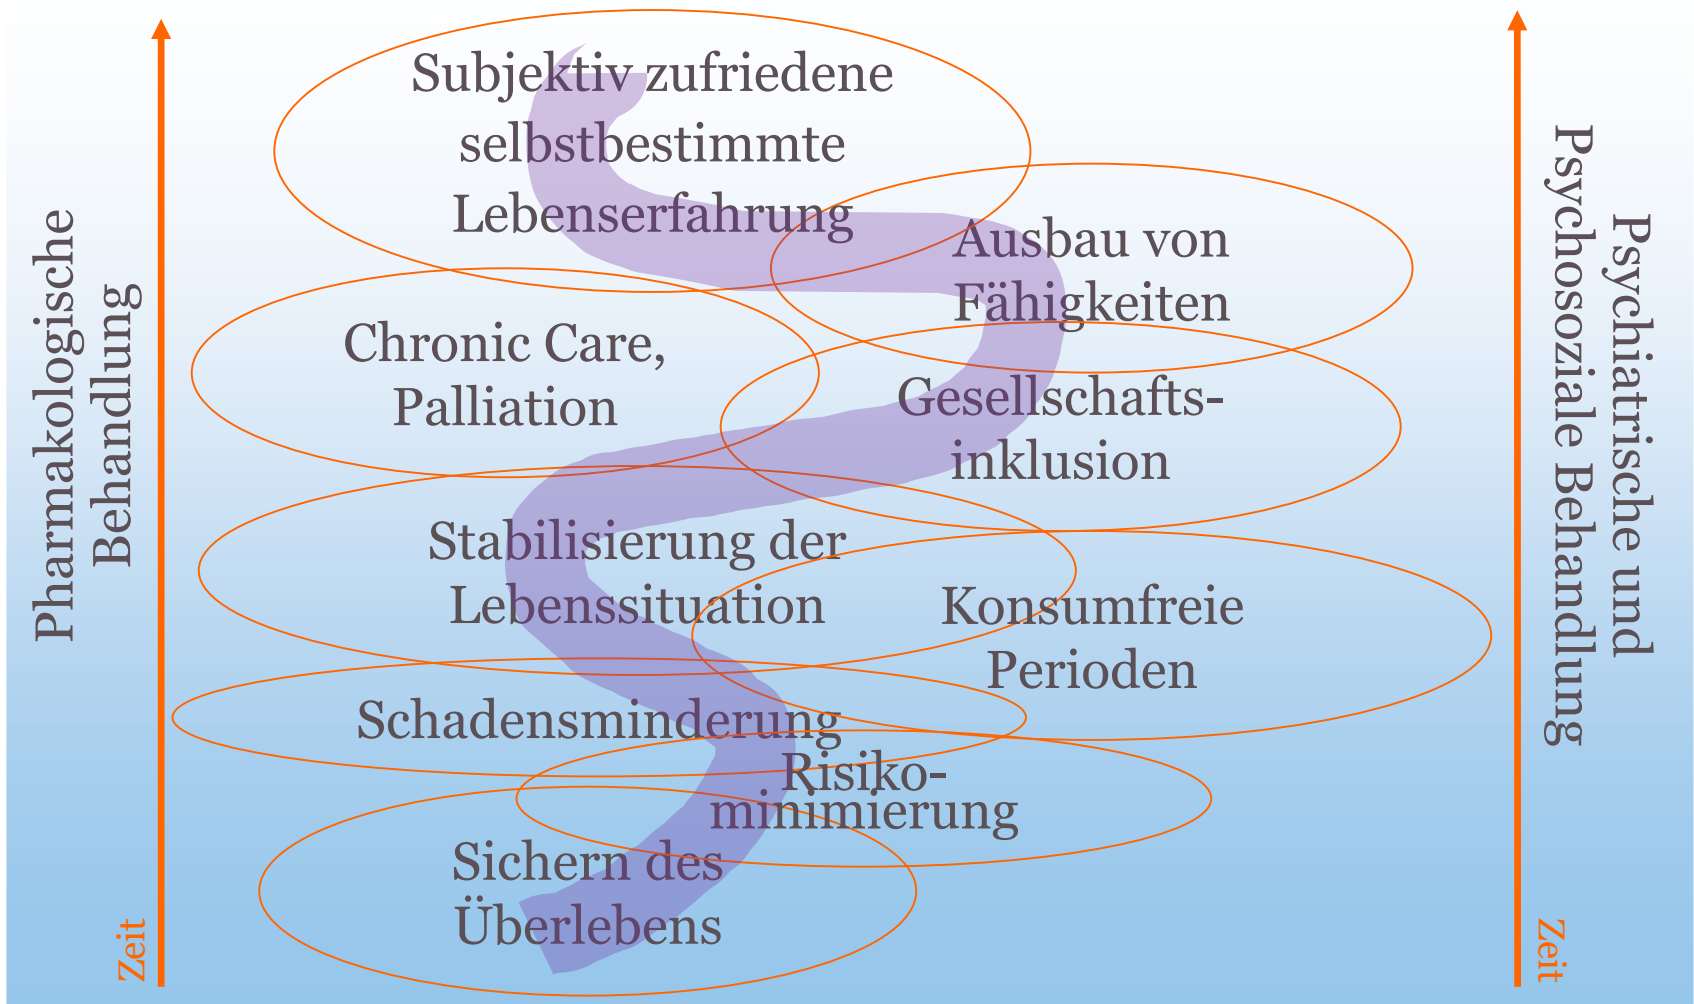 Subjektiv zufriedene
selbstbestimmte
Lebenserfahrung
Ausbau von
Fähigkeiten
Chronic Care,
Palliation
Gesellschafts-
inklusion
Stabilisierung der
Lebenssituation
Konsumfreie
Perioden
Schadensminderung
Risiko-
minimierung
Sichern des
Überlebens
Pharmakologische
Behandlung
Zeit
Psychiatrische und
Psychosoziale Behandlung
Zeit